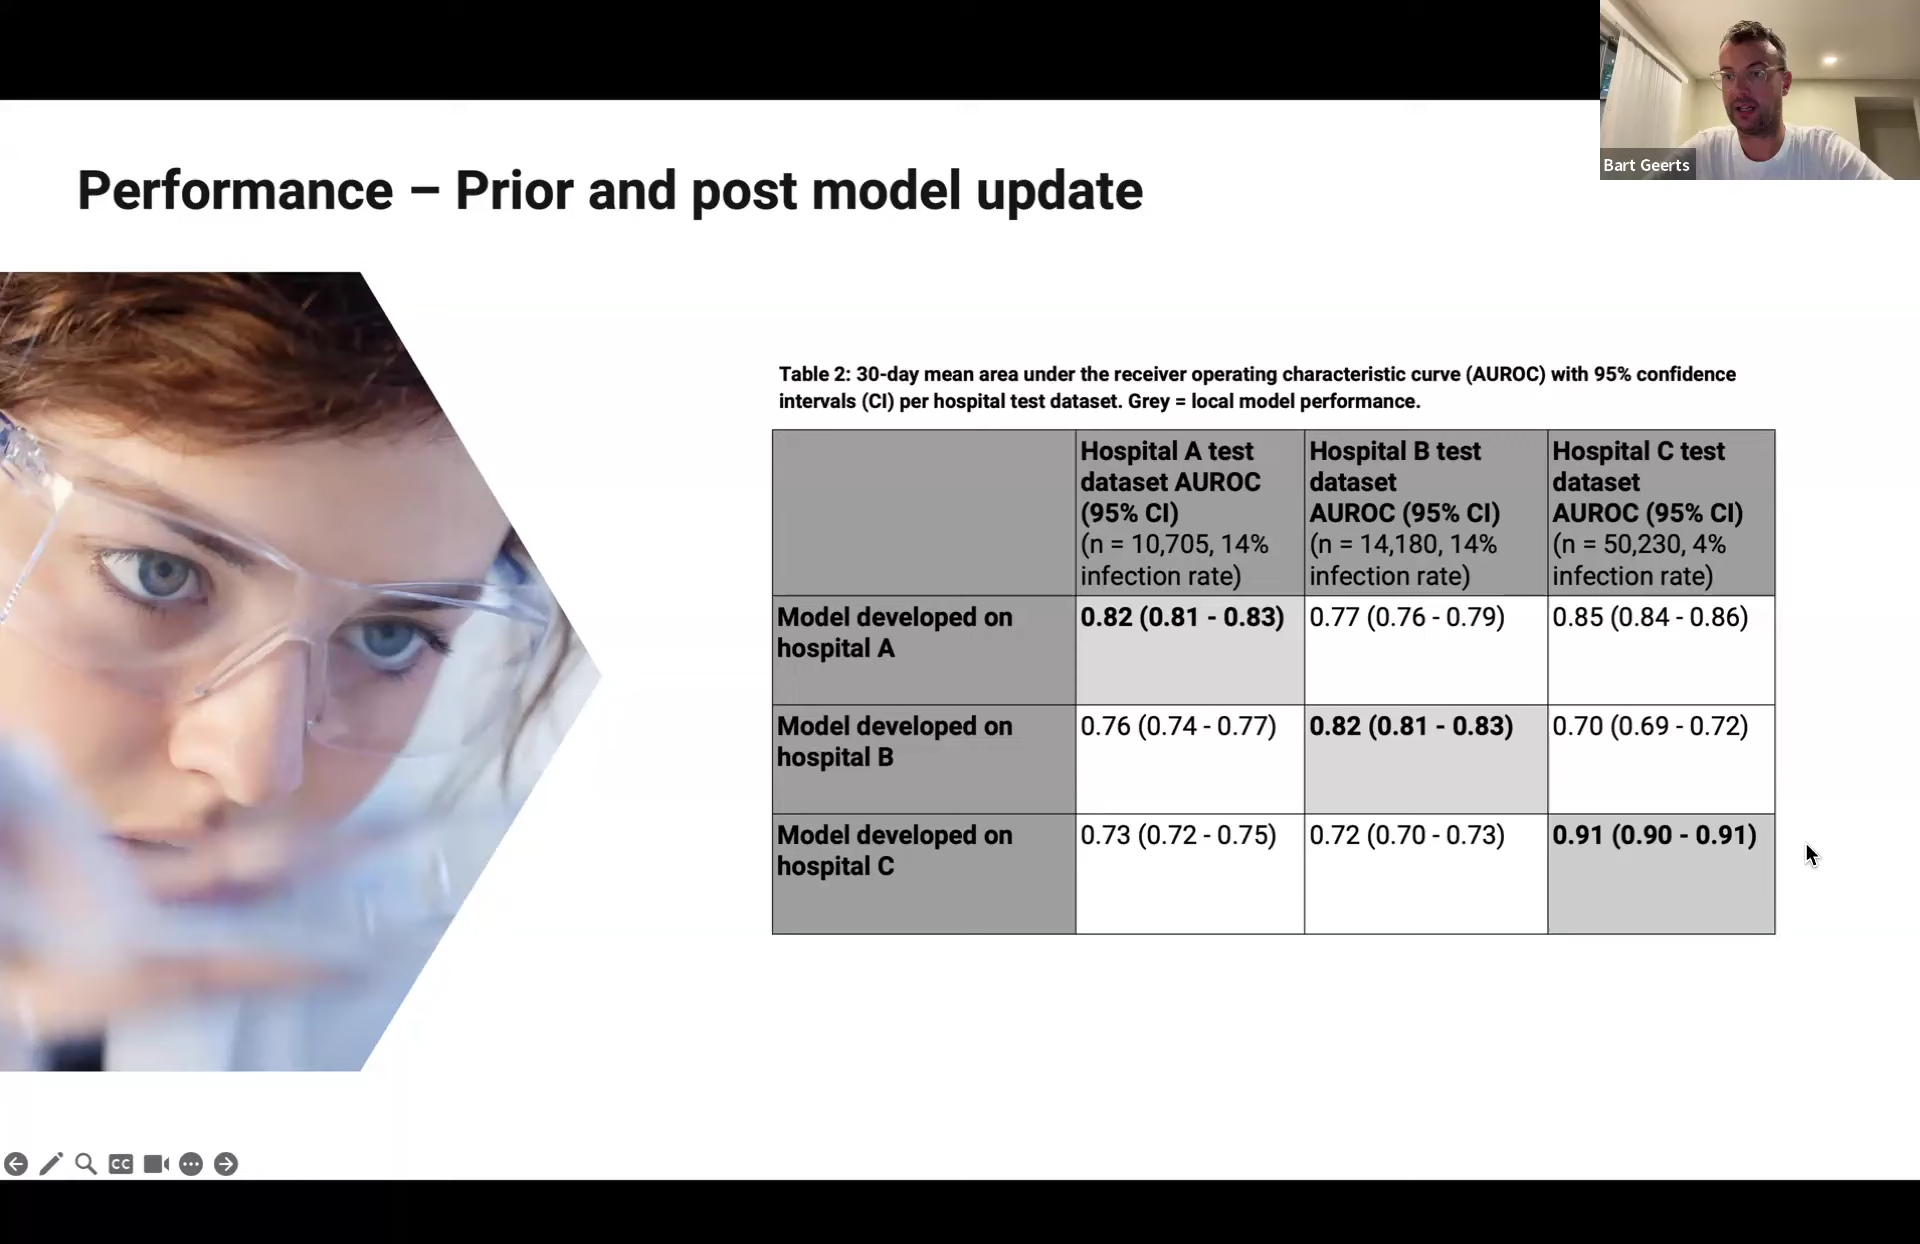 Bart Geerts
Performance – Prior and post model update
Table 2: 30-day mean area under the receiver operating characteristic curve (AUROC) with 95% confidence
intervals (CI) per hospital test dataset. Grey = local model performance.
Hospital A test
dataset AUROC
(95% CI)
(n = 10,705, 14%
infection rate)
Hospital B test
dataset
AUROC (95% CI)
(n = 14,180, 14%
infection rate)
Hospital C test
dataset
AUROC (95% CI)
(n = 50,230, 4%
infection rate)
Model developed on
hospital A
0.82 (0.81 - 0.83)
0.77 (0.76 - 0.79)
0.85 (0.84 - 0.86)
Model developed on
hospital B
0.76 (0.74 - 0.77)
0.82 (0.81 - 0.83)
0.70 (0.69 - 0.72)
Model developed on
hospital C
0.73 (0.72 - 0.75)
0.72 (0.70 - 0.73)
0.91 (0.90 - 0.91)
CC